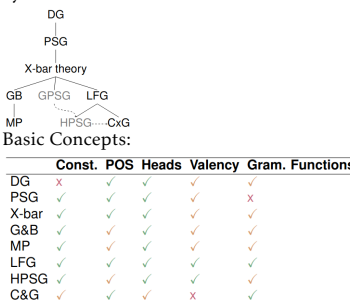 DG
PSG
X-bar theory
GB GPSG LFG
MP HPSG CxG
Basic Concepts:
Const. POS Heads Valency Gram. Functions
DG x ✓ ✓ ✓ ✓
PSG ✓ ✓ ✓ ✓ x
X-bar ✓ ✓ ✓ ✓ ✓
G&B ✓ ✓ ✓ ✓ ✓
MP ✓ ✓ ✓ ✓ ✓
LFG ✓ ✓ ✓ ✓ ✓
HPSG ✓ ✓ ✓ ✓ ✓
C&G ✓ ✓ ✓ x ✓